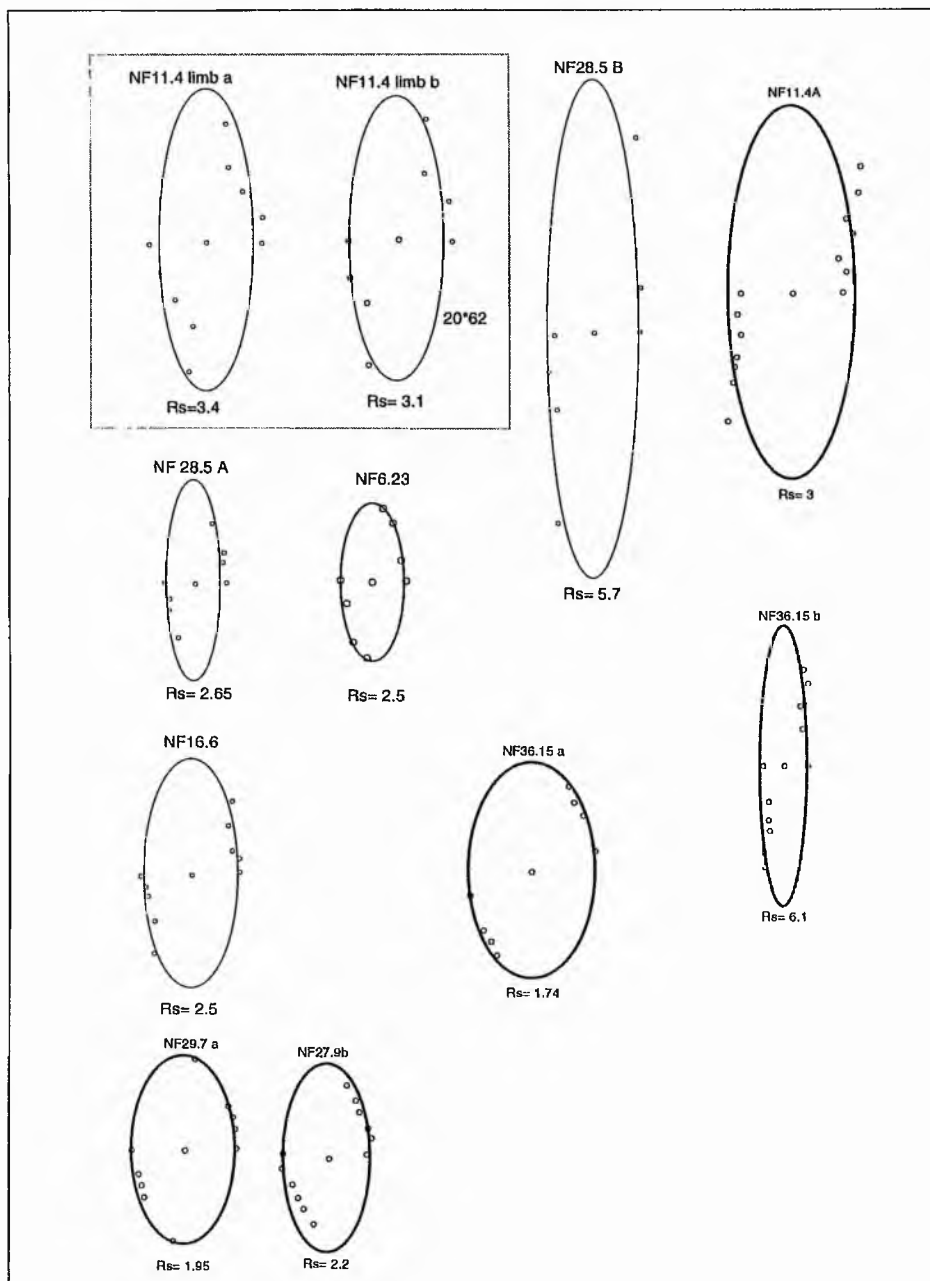 NF11.4 limb a
NF11.4 limb b
20*62
Rs=3.4
Rs= 3.1
NF28.5 B
Rs= 5.7
NF11.4A
Rs= 3
NF 28.5 A
Rs= 2.65
NF6.23
Rs= 2.5
NF36.15 b
Rs= 6.1
NF16.6
Rs= 2.5
NF36.15 a
Rs= 1.74
NF29.7 a
Rs= 1.95
NF27.9b
Rs= 2.2